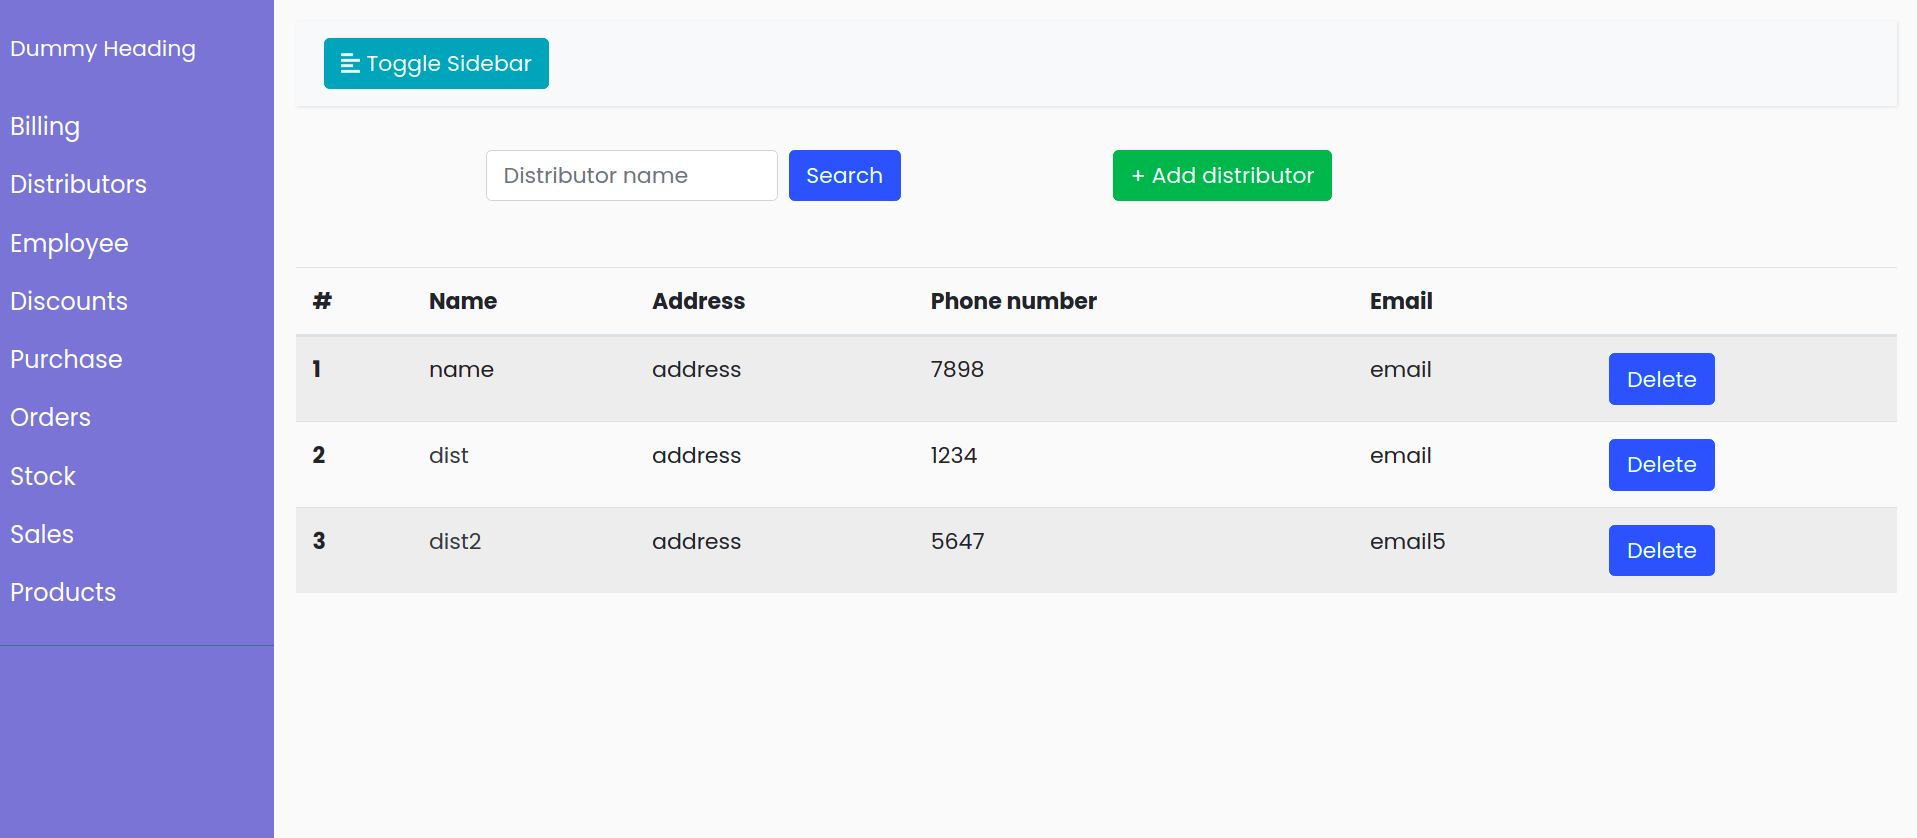 Dummy Heading
Billing
Distributors
Employee
Discounts
Purchase
Orders
Stock
Sales
Products
Toggle Sidebar
Distributor name Search + Add distributor
# Name Address Phone number Email
1 name address 7898 email Delete
2 dist address 1234 email Delete
3 dist2 address 5647 email5 Delete